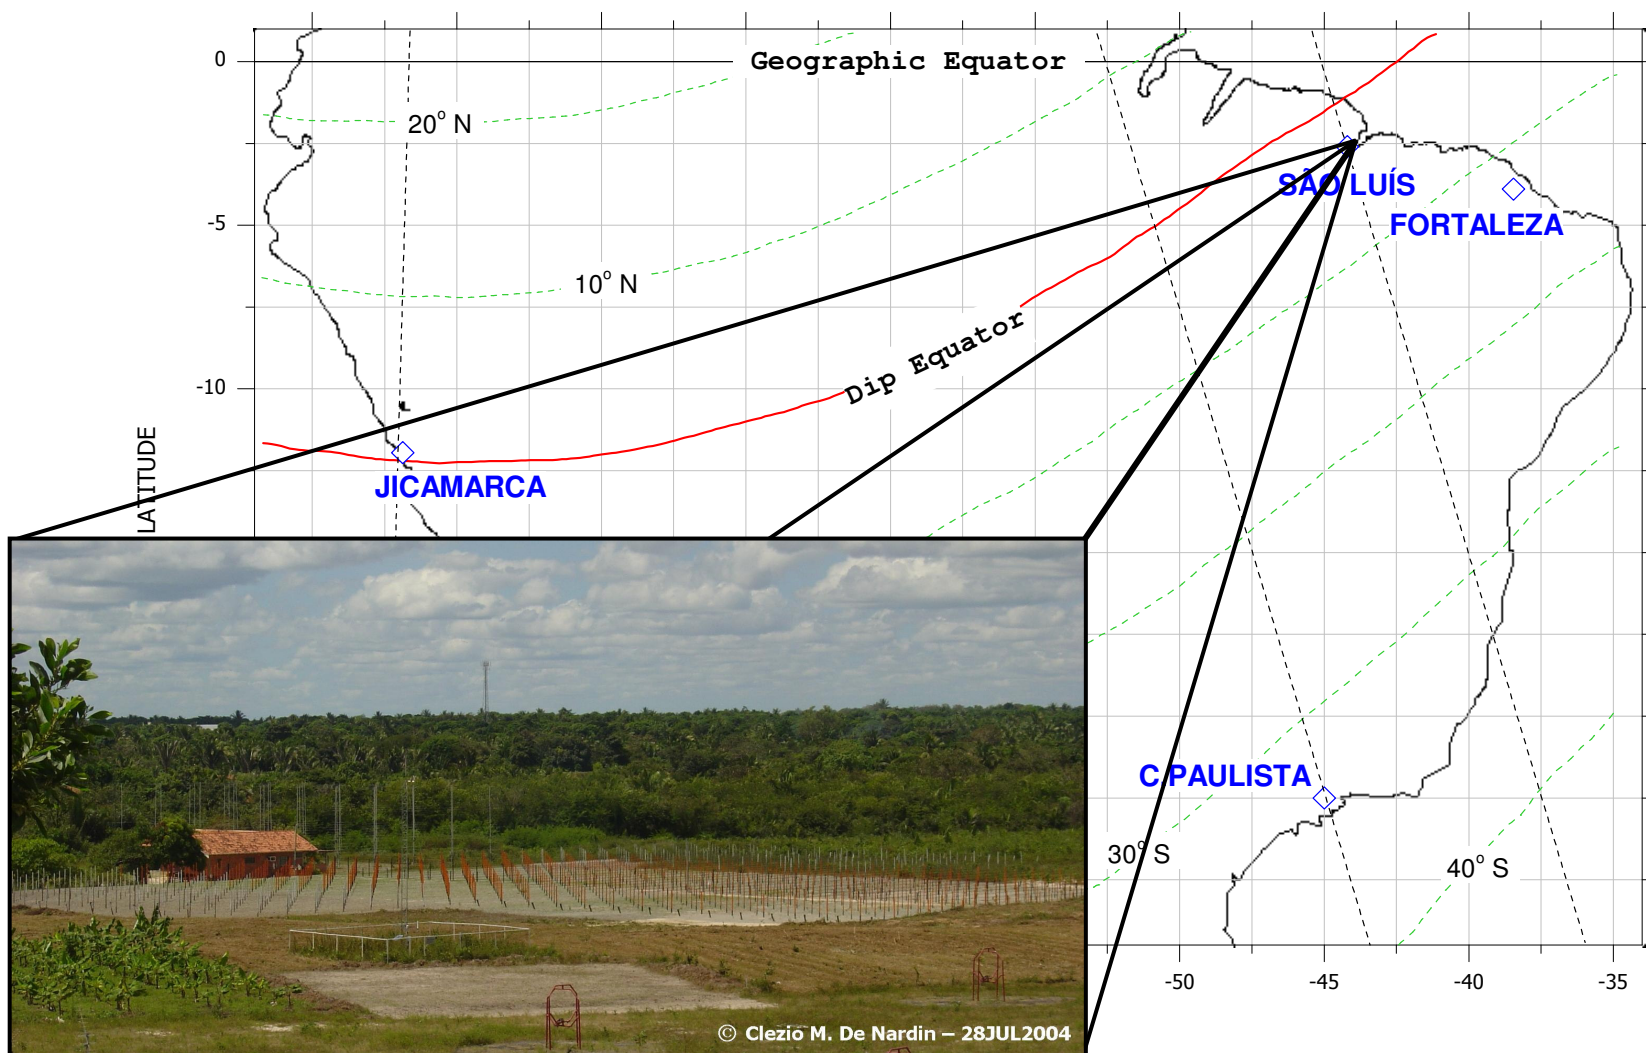 0
Geographic Equator
20° N
SÃO LUÍS
-5
FORTALEZA
10° N
Dip Equator
-10
LATITUDE
JICAMARCA
C.PAULISTA
30° S
40° S
-50
-45
-40
-35
© Clezio M. De Nardin – 28JUL2004